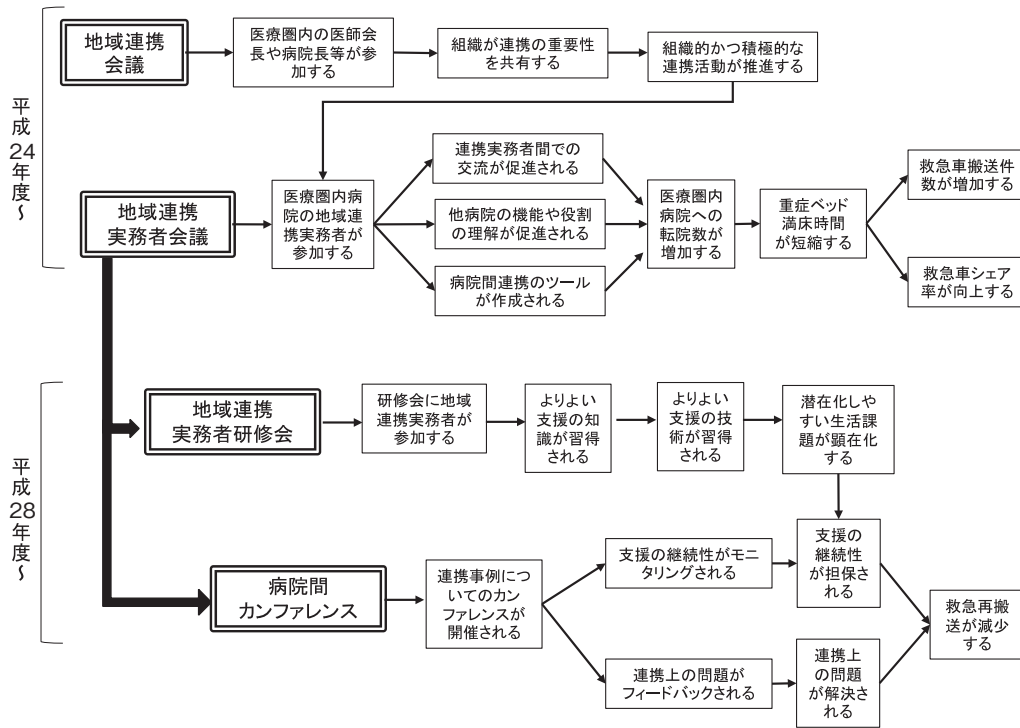 平成24年度～
地域連携
会議
医療圏内の医師会
長や病院長等が参
加する
組織が連携の重要性
を共有する
組織的かつ積極的な
連携活動が推進する
地域連携
実務者会議
医療圏内病
院の地域連
携実務者が
参加する
連携実務者間での
交流が促進される
他病院の機能や役割
の理解が促進される
病院間連携のツール
が作成される
医療圏内
病院への
転院数が
増加する
重症ベッド
満床時間
が短縮する
救急車搬送件
数が増加する
救急車シェア
率が向上する
平成28年度～
地域連携
実務者研修会
研修会に地域
連携実務者が
参加する
よりよい
支援の知
識が習得
される
よりよい
支援の技
術が習得
される
潜在化しや
すい生活課
題が顕在化
する
病院間
カンファレンス
連携事例につ
いてのカン
ファレンスが
開催される
支援の継続性がモニ
タリングされる
支援の
継続性
が担保さ
れる
連携上の問題が
フィードバックされる
連携上
の問題
が解決さ
れる
救急再搬
送が減少
する